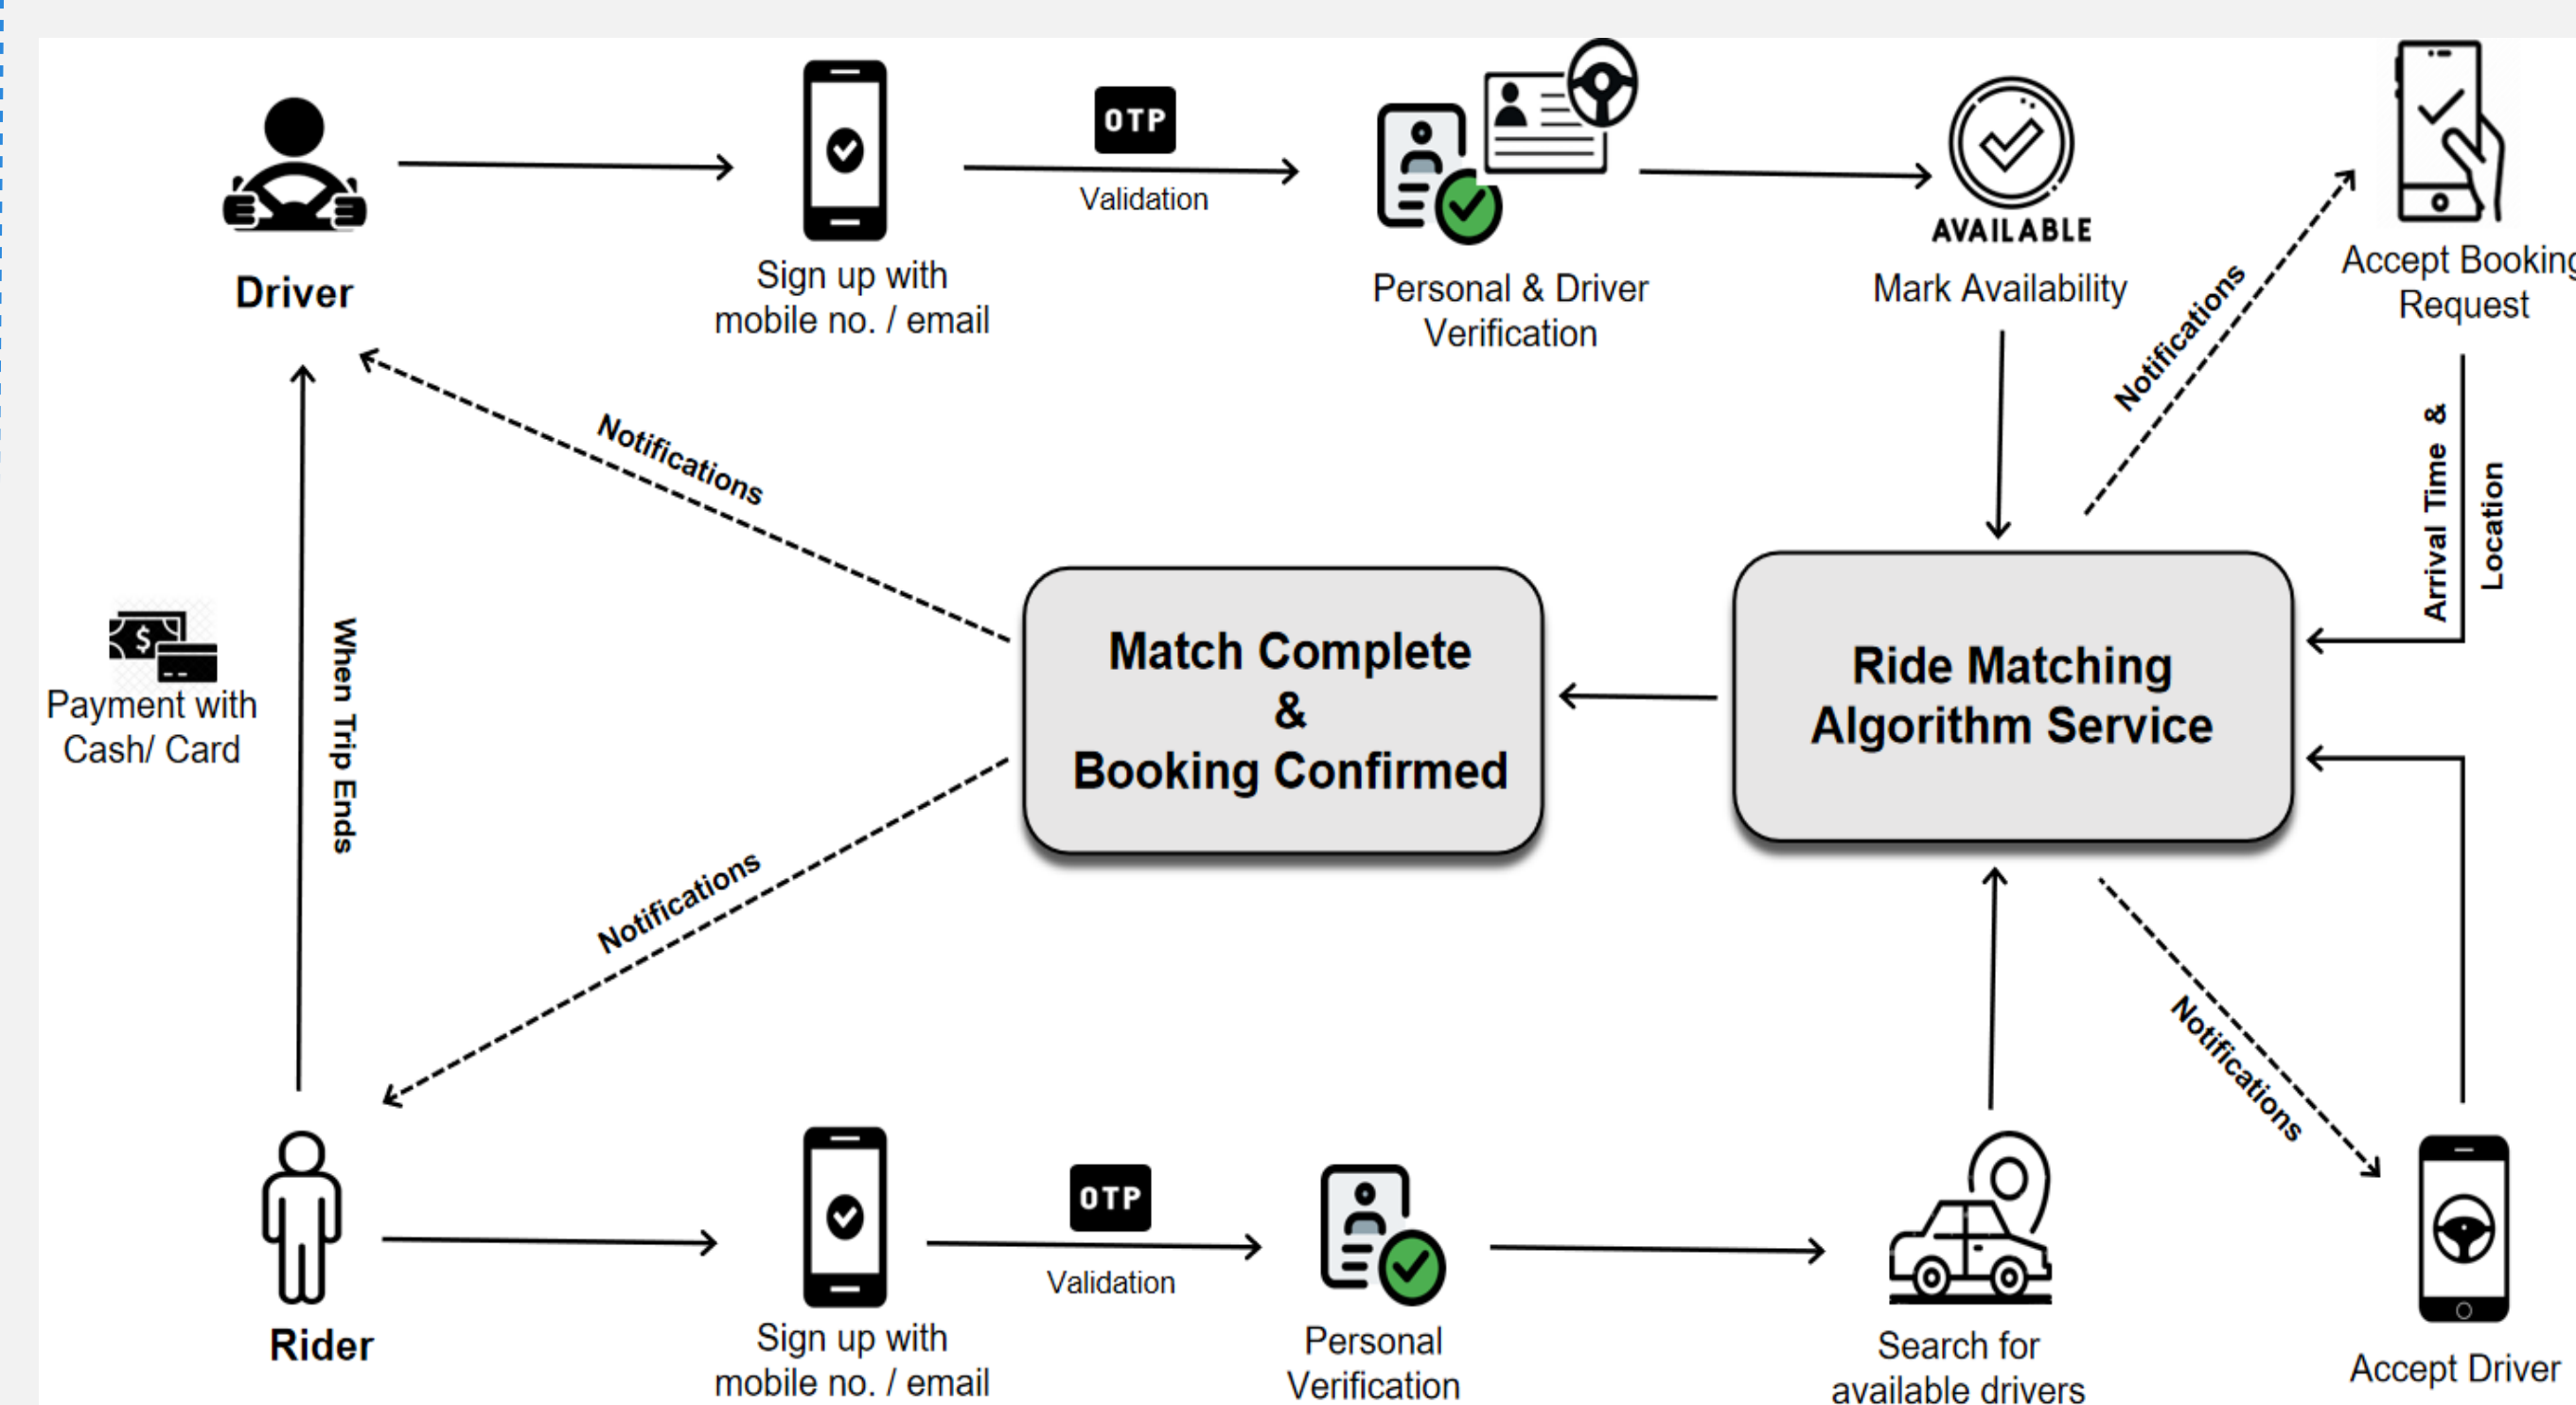 OTP
Validation
AVAILABLE
Driver
Sign up with
mobile no. / email
Personal & Driver
Verification
Mark Availability
Accept Booking
Request
Notifications
Notifications
Arrival Time &
Location
$
Payment with
Cash/ Card
When Trip Ends
Match Complete
&
Booking Confirmed
Ride Matching
Algorithm Service
Notifications
Notifications
OTP
Validation
Rider
Sign up with
mobile no. / email
Personal
Verification
Search for
available drivers
Accept Driver